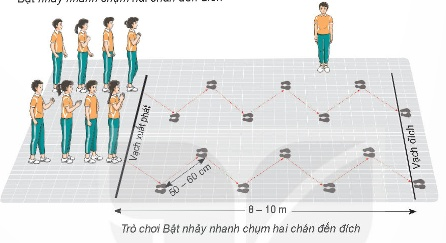 Bật nhảy nhanh chụm hai chân đến đích
Vạch xuất phát
50 – 60 cm
Vạch đích
8 – 10 m
Trò chơi Bật nhảy nhanh chụm hai chân đến đích